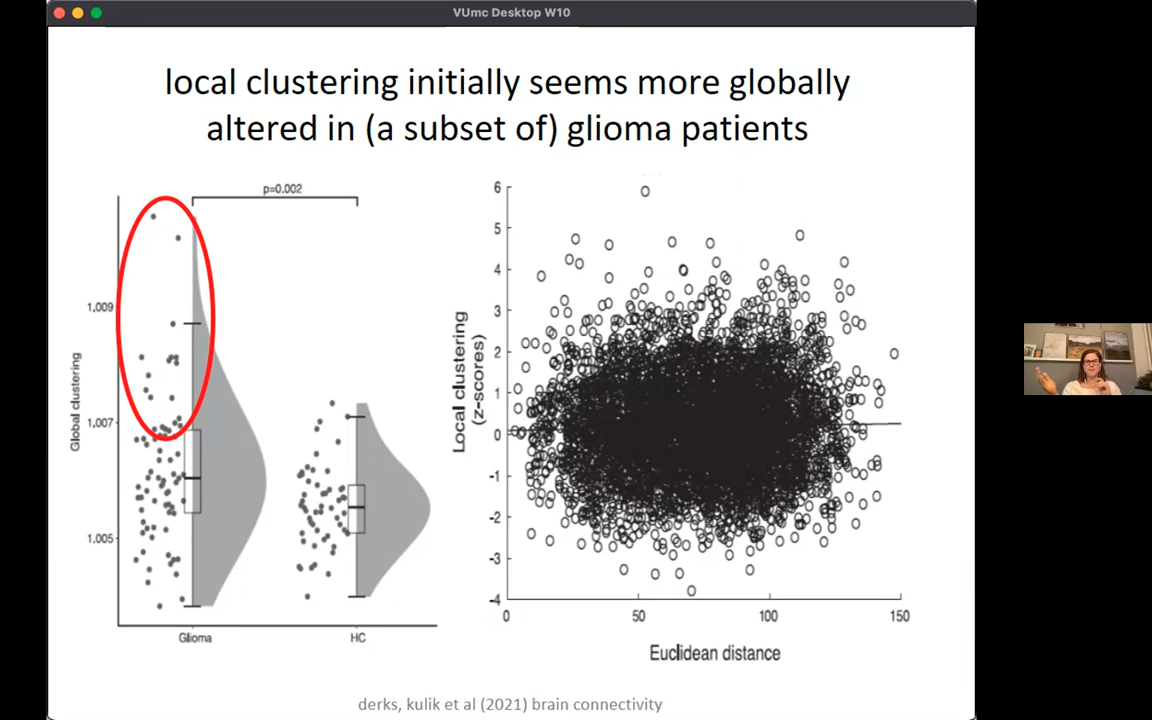 VUmc Desktop W10
local clustering initially seems more globally
altered in (a subset of) glioma patients
p=0.002
1.009
1.007
1.005
Global clustering
Glioma
HC
6
5
4
3
2
1
0
-1
-2
-3
-4
Local clustering
(z-scores)
0
50
100
150
Euclidean distance
derks, kulik et al (2021) brain connectivity